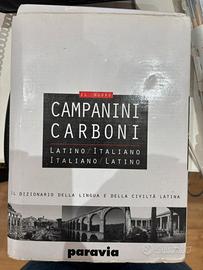 IL NUOVO
CAMPANINI
CARBONI
LATINO ITALIANO
ITALIANO LATINO
IL DIZIONARIO DELLA LINGUA E DELLA CIVILTÀ LATINA
paravia